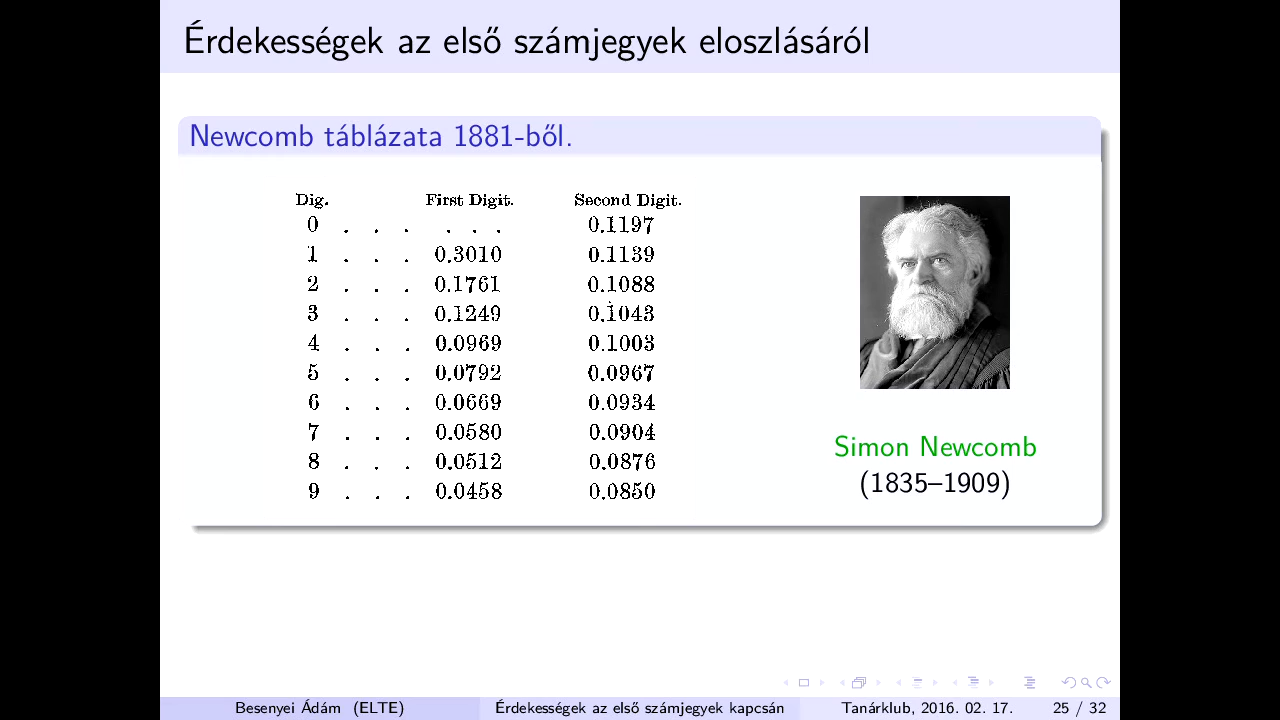 Érdekességek az első számjegyek eloszlásáról
Newcomb táblázata 1881-ből.
Dig. First Digit. Second Digit.
0 . . . . . . 0.1197
1 . . . 0.3010 0.1139
2 . . . 0.1761 0.1088
3 . . . 0.1249 0.1043
4 . . . 0.0969 0.1003
5 . . . 0.0792 0.0967
6 . . . 0.0669 0.0934
7 . . . 0.0580 0.0904
8 . . . 0.0512 0.0876
9 . . . 0.0458 0.0850
Simon Newcomb
(1835–1909)
Besenyei Ádám (ELTE) Érdekességek az első számjegyek kapcsán Tanárklub, 2016. 02. 17. 25 / 32